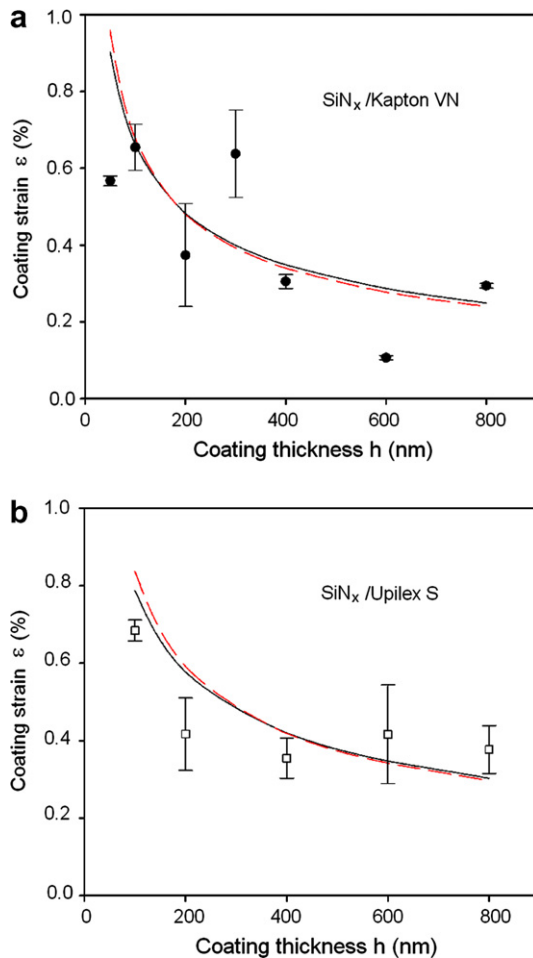 a
1.0
0.8
0.6
0.4
0.2
0.0
Coating strain ε (%)
SiNx /Kapton VN
0 200 400 600 800
Coating thickness h (nm)
b
1.0
0.8
0.6
0.4
0.2
0.0
Coating strain ε (%)
SiNx /Upilex S
0 200 400 600 800
Coating thickness h (nm)